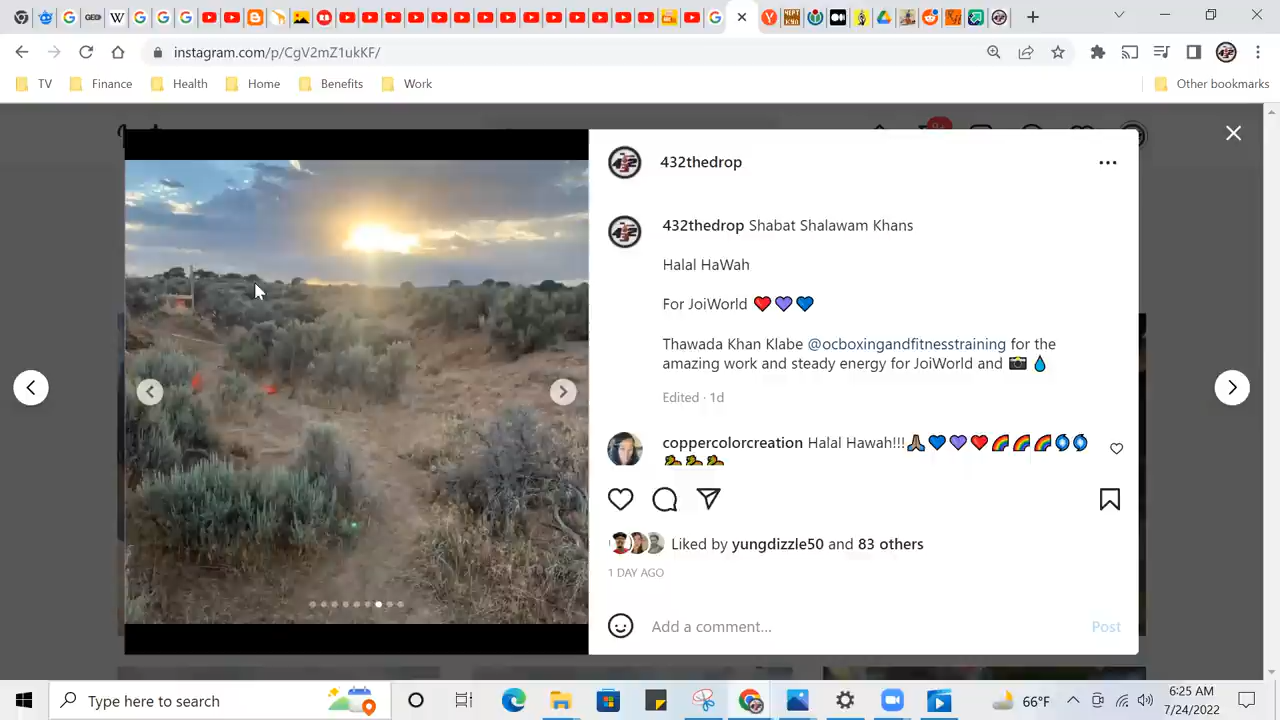 instagram.com/p/CgV2mZ1ukKF/
TV Finance Health Home Benefits Work Other bookmarks
432thedrop
432thedrop Shabat Shalawam Khans
Halal HaWah
For JoiWorld ❤️💜💙
Thawada Khan Klabe @ocboxingandfitnesstraining for the
amazing work and steady energy for JoiWorld and 📸 💧
Edited · 1d
coppercolorcreation Halal Hawah!!!🙏🏽💙💜❤️🌈🌈🌈🌀🌀
Liked by yungdizzle50 and 83 others
1 DAY AGO
Add a comment...
Post
Type here to search
66°F
6:25 AM
7/24/2022